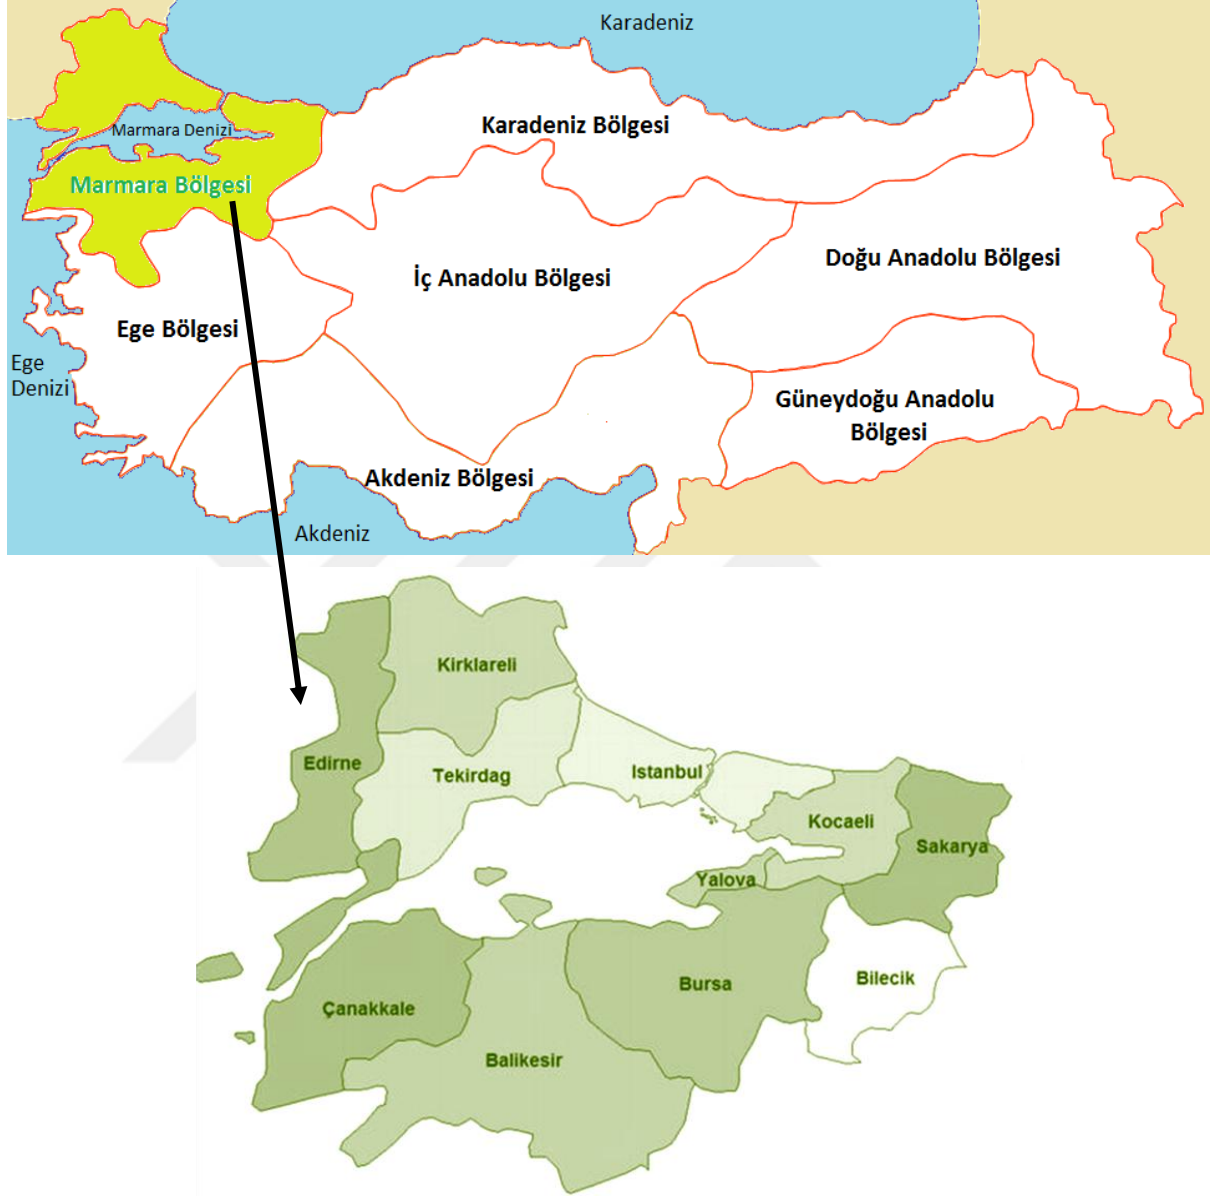 Karadeniz
Karadeniz Bölgesi
Marmara Denizi
Marmara Bölgesi
Doğu Anadolu Bölgesi
İç Anadolu Bölgesi
Ege Bölgesi
Ege
Denizi
Güneydoğu Anadolu
Bölgesi
Akdeniz Bölgesi
Akdeniz
Kirklareli
Edirne
Tekirdag
Istanbul
Kocaeli
Sakarya
Yalova
Bursa
Bilecik
Çanakkale
Balikesir